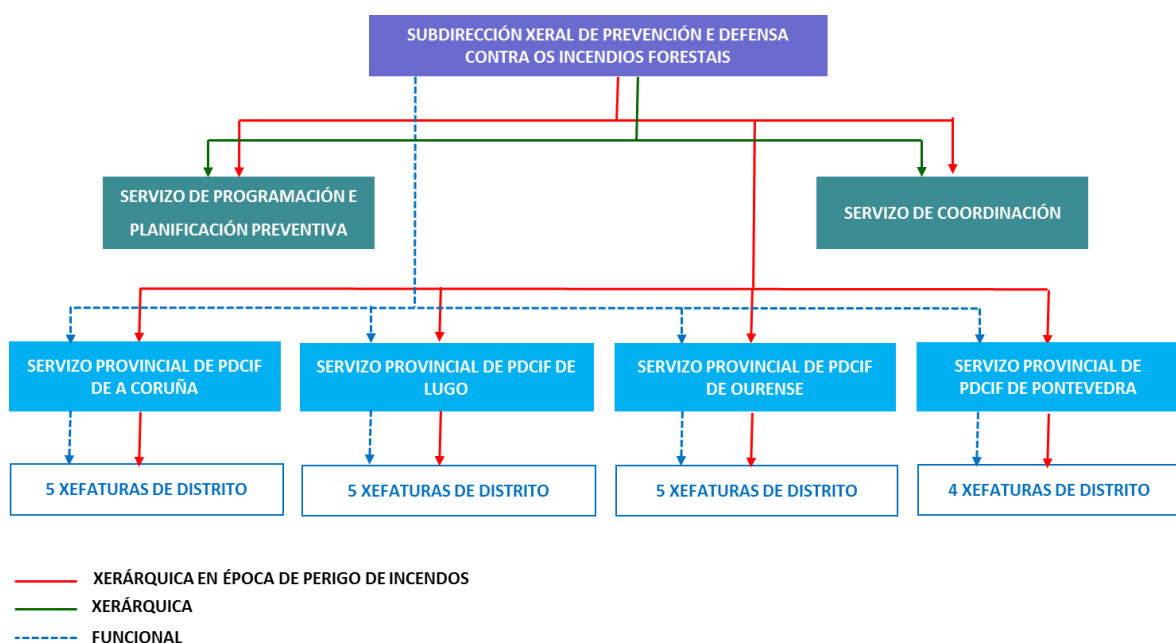 SUBDIRECCIÓN XERAL DE PREVENCIÓN E DEFENSA
CONTRA OS INCENDIOS FORESTAIS
SERVIZO DE PROGRAMACIÓN E
PLANIFICACIÓN PREVENTIVA
SERVIZO DE COORDINACIÓN
SERVIZO PROVINCIAL DE PDCIF
DE A CORUÑA
SERVIZO PROVINCIAL DE PDCIF DE
LUGO
SERVIZO PROVINCIAL DE PDCIF
DE OURENSE
SERVIZO PROVINCIAL DE
PDCIF DE PONTEVEDRA
5 XEFATURAS DE DISTRITO
5 XEFATURAS DE DISTRITO
5 XEFATURAS DE DISTRITO
4 XEFATURAS DE DISTRITO
XERÁRQUICA EN ÉPOCA DE PERIGO DE INCENDOS
XERÁRQUICA
FUNCIONAL